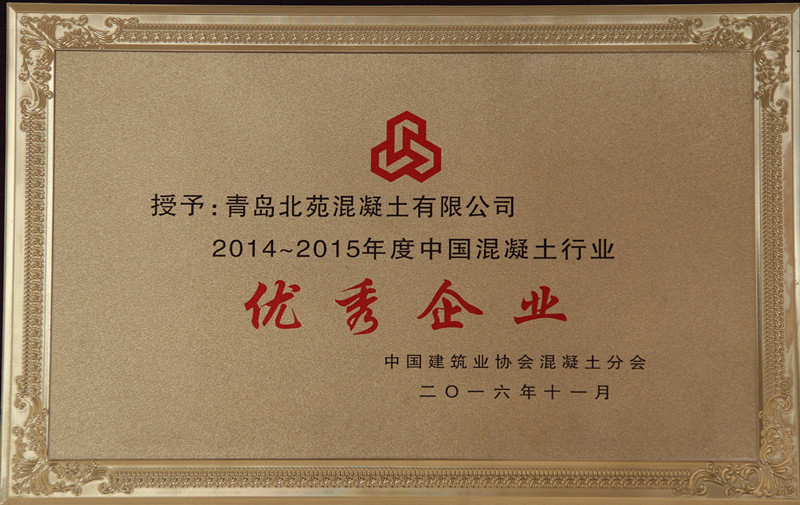 授予：青岛北苑混凝土有限公司
2014~2015年度中国混凝土行业
优秀企业
中国建筑业协会混凝土分会
二〇一六年十一月